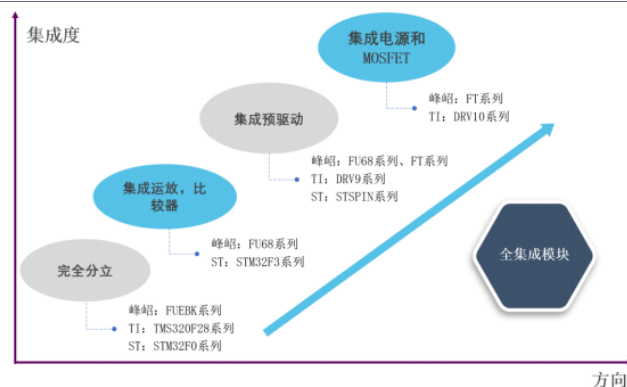 集成度
集成电源和
MOSFET
峰岹：FT系列
TI：DRV10系列
集成预驱动
峰岹：FU68系列、FT系列
TI：DRV9系列
ST：STSPIN系列
集成运放，比
较器
峰岹：FU68系列
ST：STM32F3系列
全集成模块
完全分立
峰岹：FUEBK系列
TI：TMS320F28系列
ST：STM32F0系列
方向